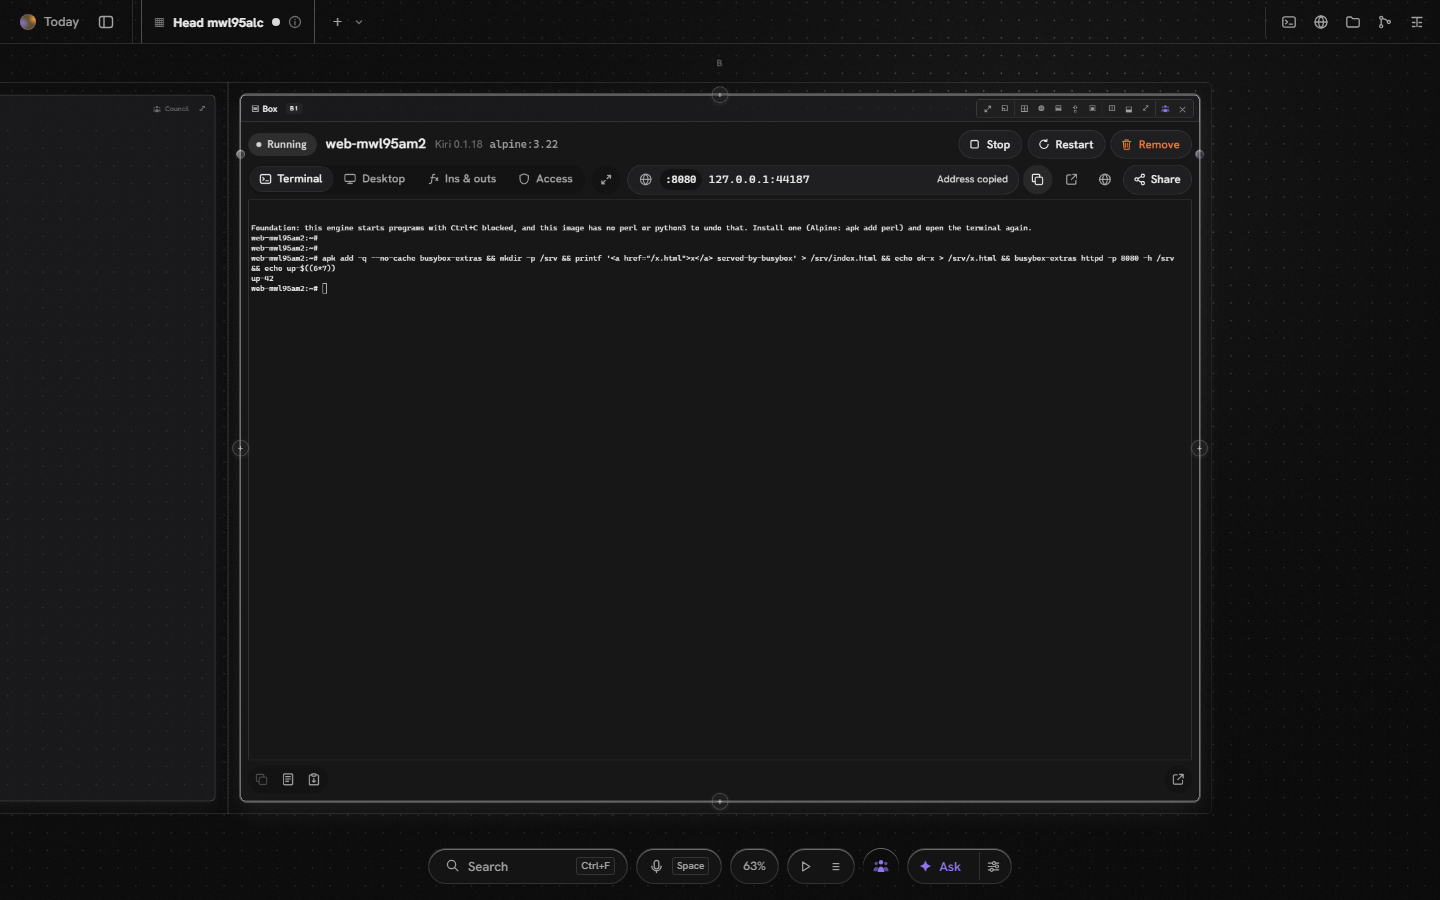 Today
Head mwl95alc
B
Council
Box B1
Running web-mwl95am2 Kiri 0.1.18 alpine:3.22
Stop Restart Remove
Terminal Desktop Ins & outs Access
:8080 127.0.0.1:44187 Address copied
Share
Foundation: this engine starts programs with Ctrl+C blocked, and this image has no perl or python3 to undo that. Install one (Alpine: apk add perl) and open the terminal again.
web-mwl95am2:~#
web-mwl95am2:~#
web-mwl95am2:~# apk add -q --no-cache busybox-extras && mkdir -p /srv && printf '<a href="/x.html">x</a> served-by-busybox' > /srv/index.html && echo ok-x > /srv/x.html && busybox-extras httpd -p 8080 -h /srv
&& echo up-$((6*7))
up-42
web-mwl95am2:~#
Search Ctrl+F
Space
63%
Ask